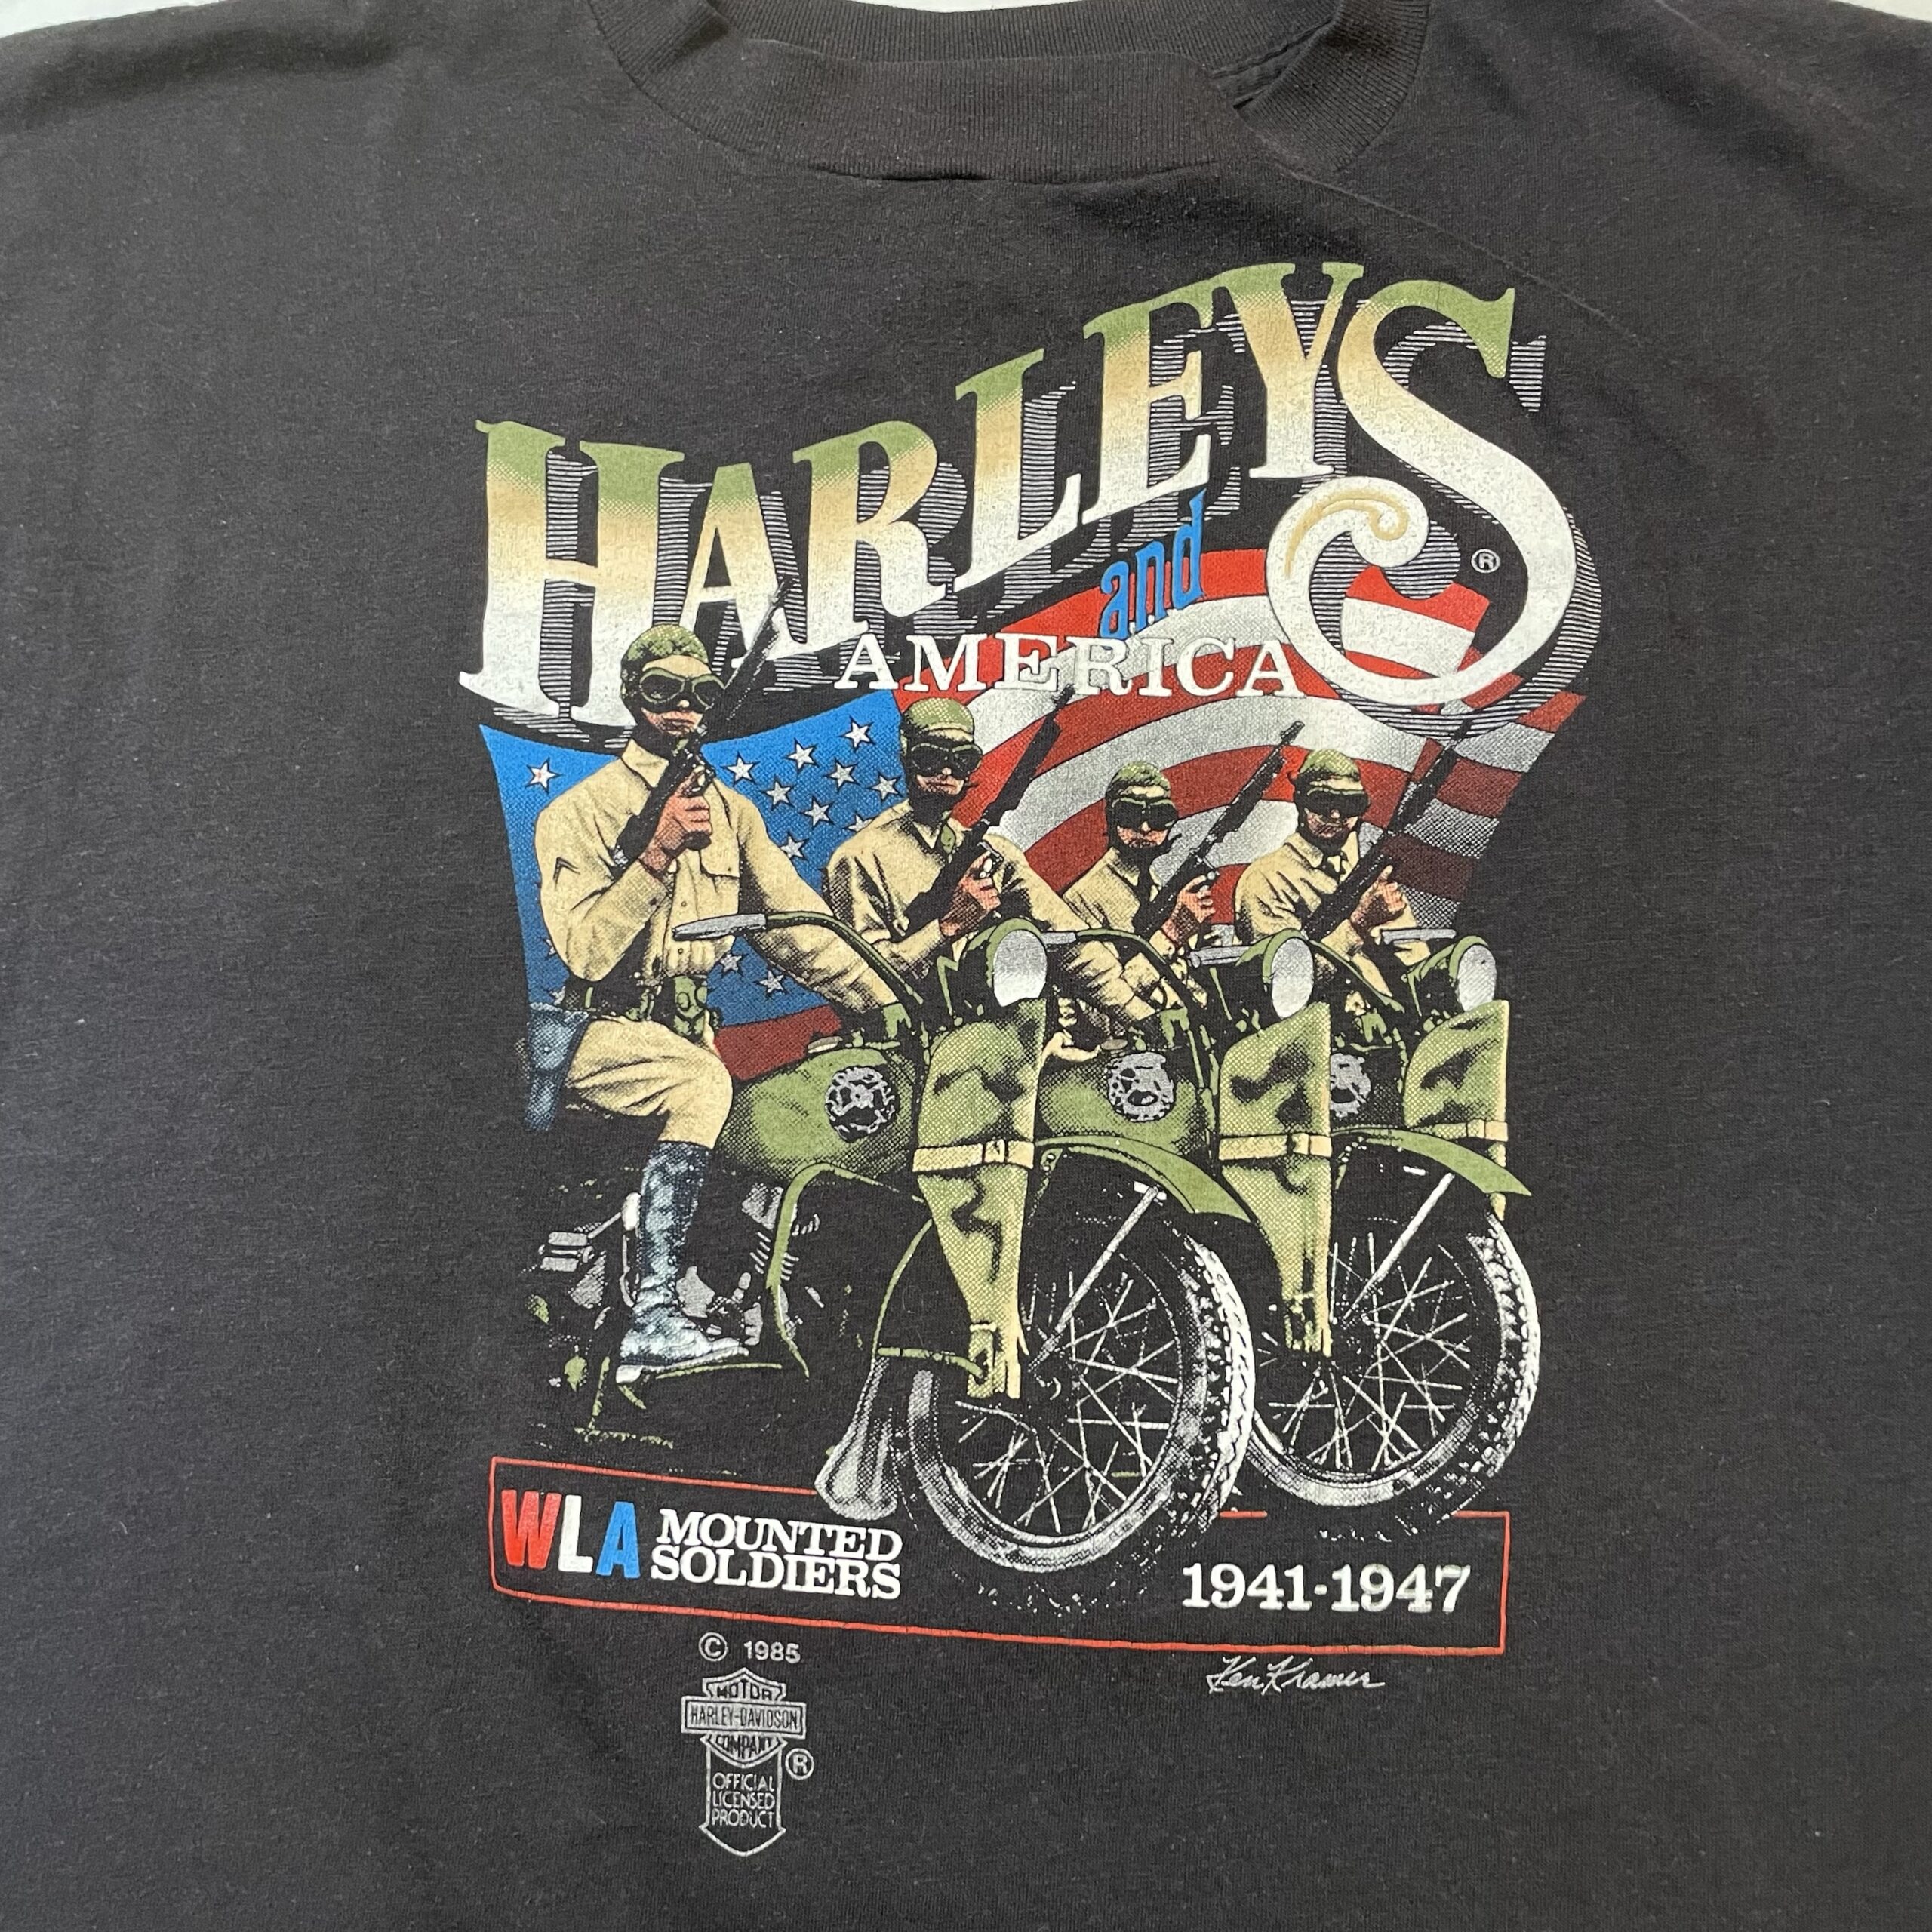 HARLEYS ®
and
AMERICA
WLA MOUNTED
SOLDIERS
1941-1947
© 1985
Ken Kramer
MOTOR
HARLEY-DAVIDSON
COMPANY
®
OFFICIAL
LICENSED
PRODUCT